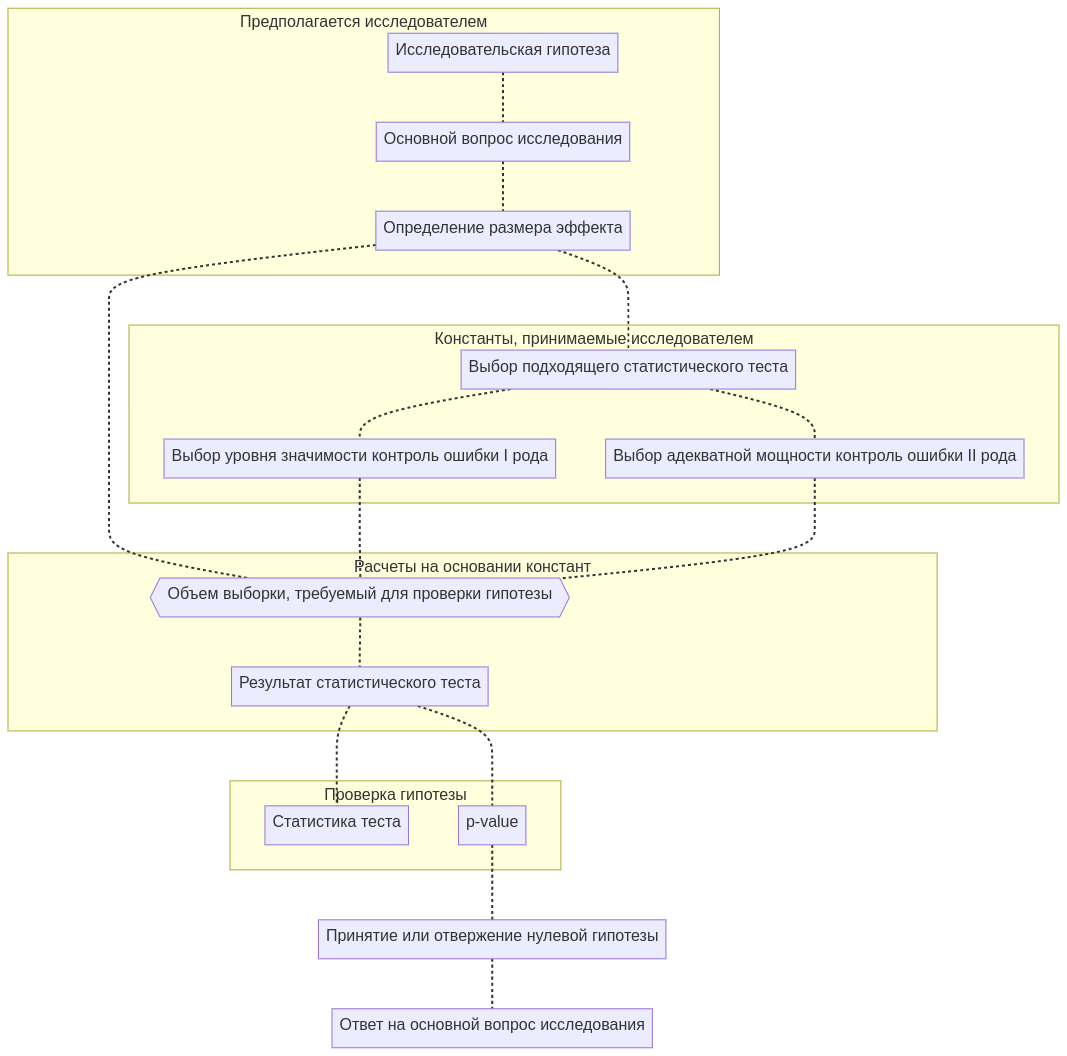 Предполагается исследователем
Исследовательская гипотеза
Основной вопрос исследования
Определение размера эффекта
Константы, принимаемые исследователем
Выбор подходящего статистического теста
Выбор уровня значимости контроль ошибки I рода
Выбор адекватной мощности контроль ошибки II рода
Расчеты на основании констант
Объем выборки, требуемый для проверки гипотезы
Результат статистического теста
Проверка гипотезы
Статистика теста
p-value
Принятие или отвержение нулевой гипотезы
Ответ на основной вопрос исследования